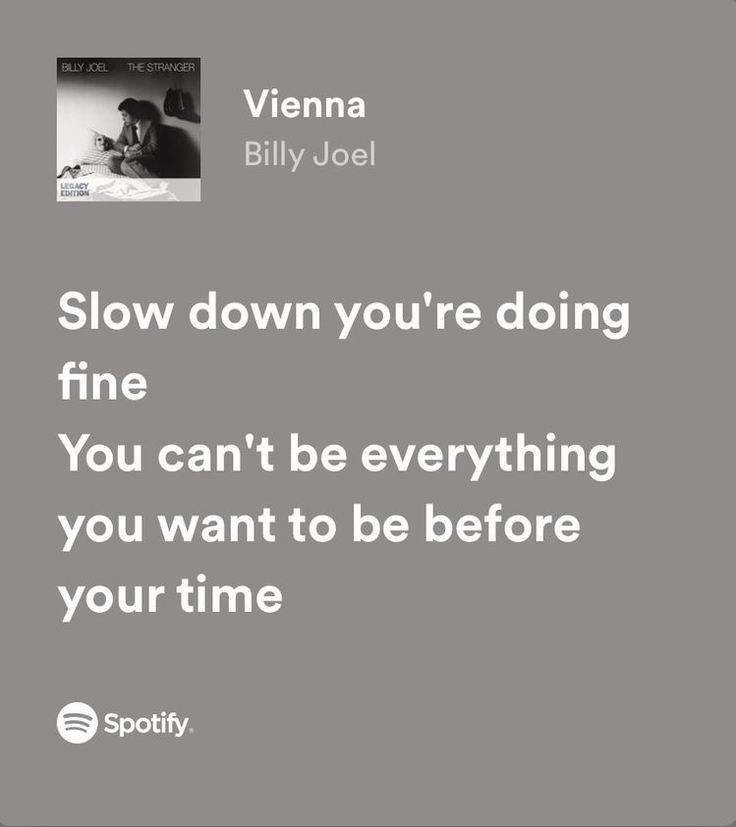 BILLY JOEL THE STRANGER
LEGACY
EDITION
Vienna
Billy Joel
Slow down you're doing
fine
You can't be everything
you want to be before
your time
Spotify